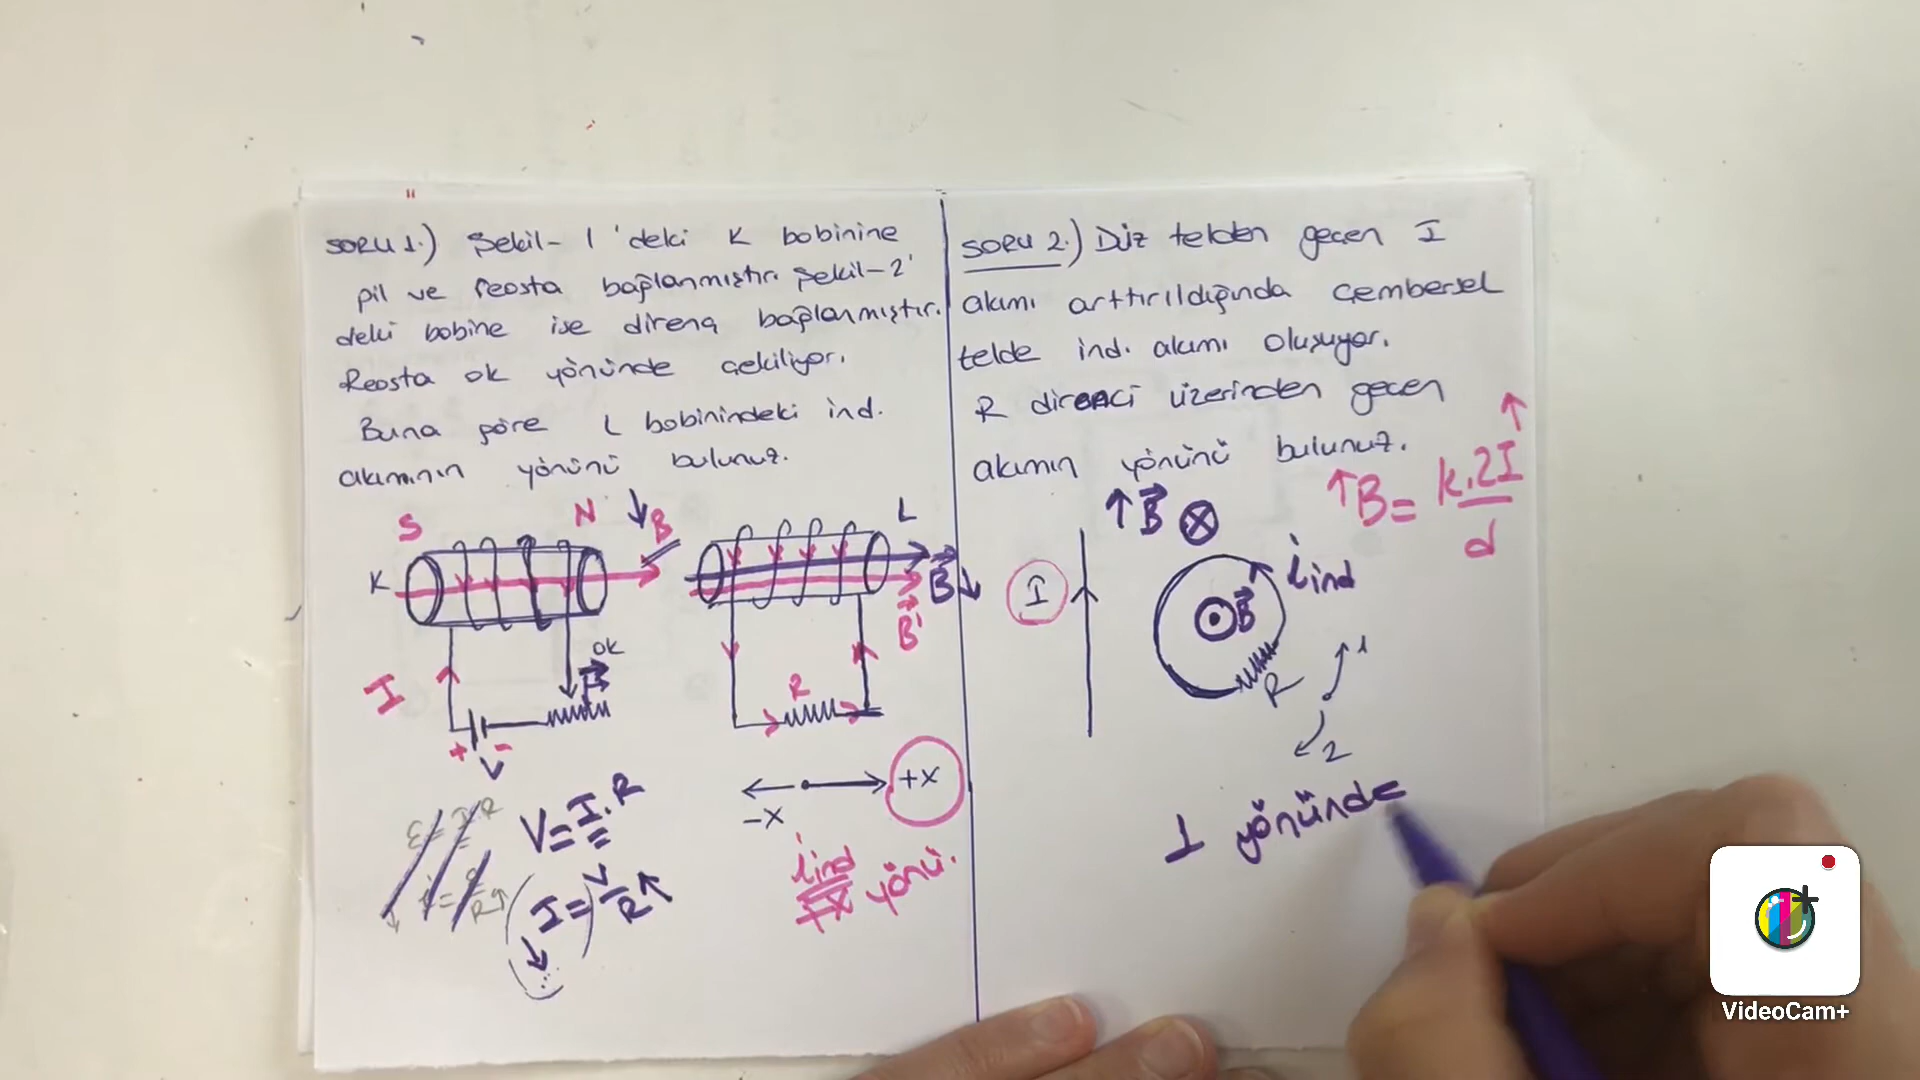 SORU 1.) Şekil-1'deki K bobinine
pil ve reosta bağlanmıştır. Şekil-2'
deki bobine ise direnç bağlanmıştır.
Reosta ok yönünde çekiliyor.
Buna göre L bobinindeki ind.
akımının yönünü bulunuz.
S N ↓B
K
I
ok
+ -
V
L
B↓
B'
R
-x +x
V=I.R
I=V/R↑
↓
iind
+x yönü.
SORU 2.) Düz telden geçen I
akımı arttırıldığında çembersel
telde ind. akımı oluşuyor.
R direnci üzerinden geçen
akımın yönünü bulunuz.
↑B ⊗
↑B = k.2I↑/d
I
iind
B
R
1
2
1 yönünde
VideoCam+